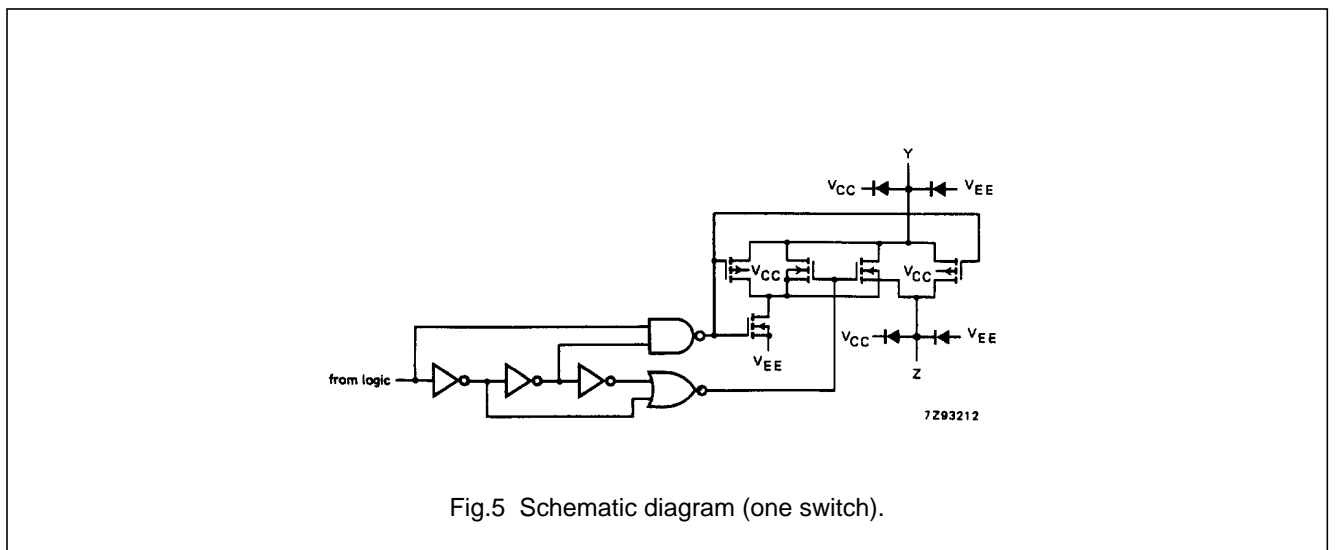 Y
VCC VEE
VCC VCC
VCC VEE
VEE
Z
from logic
7Z93212
Fig.5 Schematic diagram (one switch).